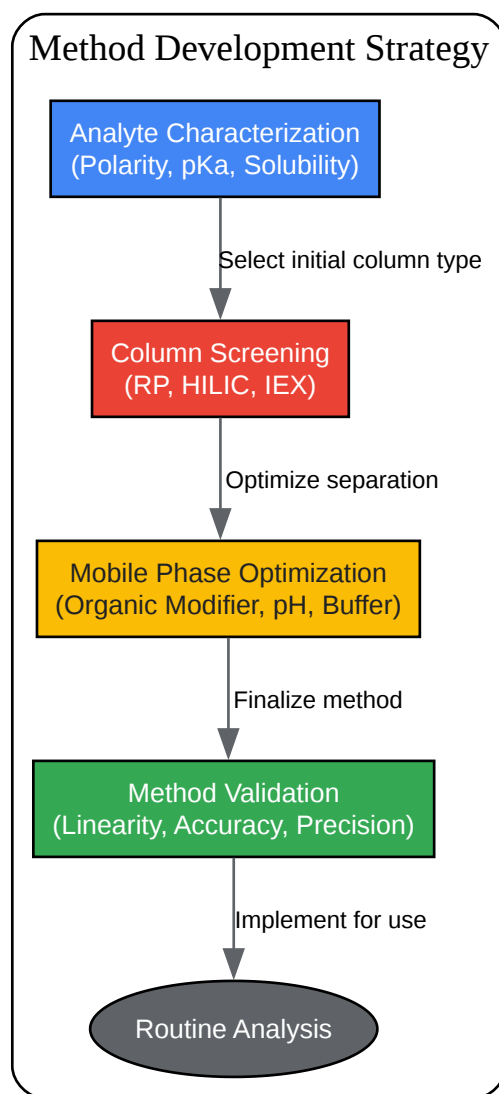 Method Development Strategy
Analyte Characterization
(Polarity, pKa, Solubility)
Select initial column type
Column Screening
(RP, HILIC, IEX)
Optimize separation
Mobile Phase Optimization
(Organic Modifier, pH, Buffer)
Finalize method
Method Validation
(Linearity, Accuracy, Precision)
Implement for use
Routine Analysis